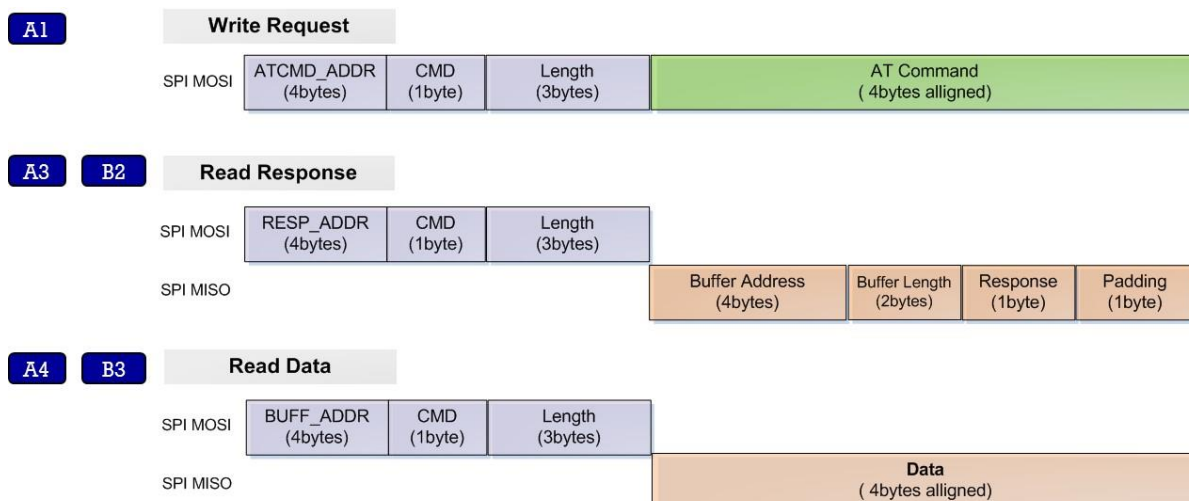 A1 Write Request
SPI MOSI ATCMD_ADDR CMD Length AT Command
(4bytes) (1byte) (3bytes) ( 4bytes alligned)
A3 B2 Read Response
SPI MOSI RESP_ADDR CMD Length
(4bytes) (1byte) (3bytes)
SPI MISO Buffer Address Buffer Length Response Padding
(4bytes) (2bytes) (1byte) (1byte)
A4 B3 Read Data
SPI MOSI BUFF_ADDR CMD Length
(4bytes) (1byte) (3bytes)
SPI MISO Data
( 4bytes alligned)